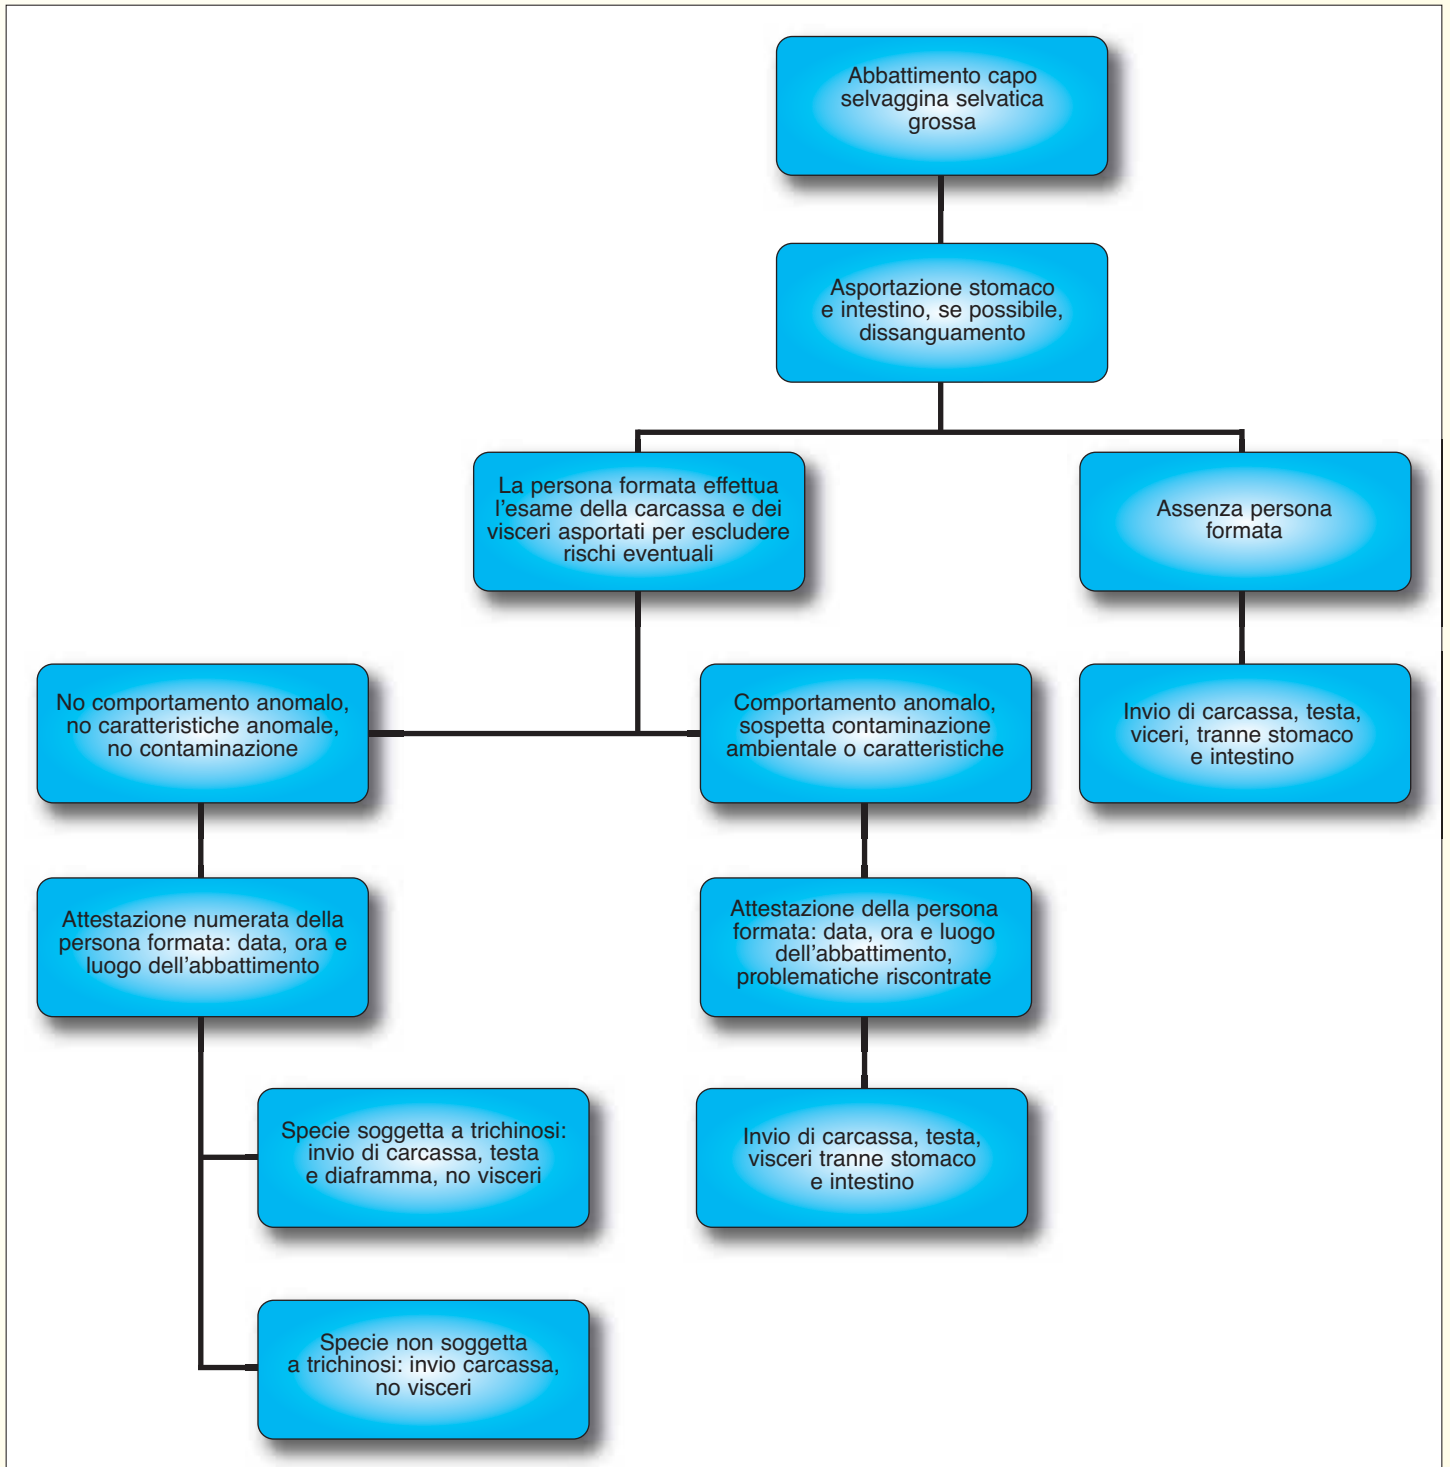 Abbattimento capo
selvaggina selvatica
grossa
Asportazione stomaco
e intestino, se possibile,
dissanguamento
La persona formata effettua
l'esame della carcassa e dei
visceri asportati per escludere
rischi eventuali
Assenza persona
formata
No comportamento anomalo,
no caratteristiche anomale,
no contaminazione
Comportamento anomalo,
sospetta contaminazione
ambientale o caratteristiche
Invio di carcassa, testa,
viceri, tranne stomaco
e intestino
Attestazione numerata della
persona formata: data, ora e
luogo dell'abbattimento
Attestazione della persona
formata: data, ora e luogo
dell'abbattimento,
problematiche riscontrate
Specie soggetta a trichinosi:
invio di carcassa, testa
e diaframma, no visceri
Invio di carcassa, testa,
visceri tranne stomaco
e intestino
Specie non soggetta
a trichinosi: invio carcassa,
no visceri